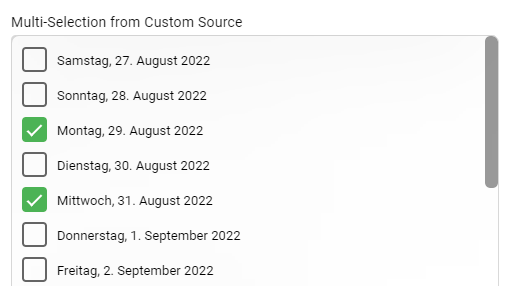 Multi-Selection from Custom Source
Samstag, 27. August 2022
Sonntag, 28. August 2022
Montag, 29. August 2022
Dienstag, 30. August 2022
Mittwoch, 31. August 2022
Donnerstag, 1. September 2022
Freitag, 2. September 2022